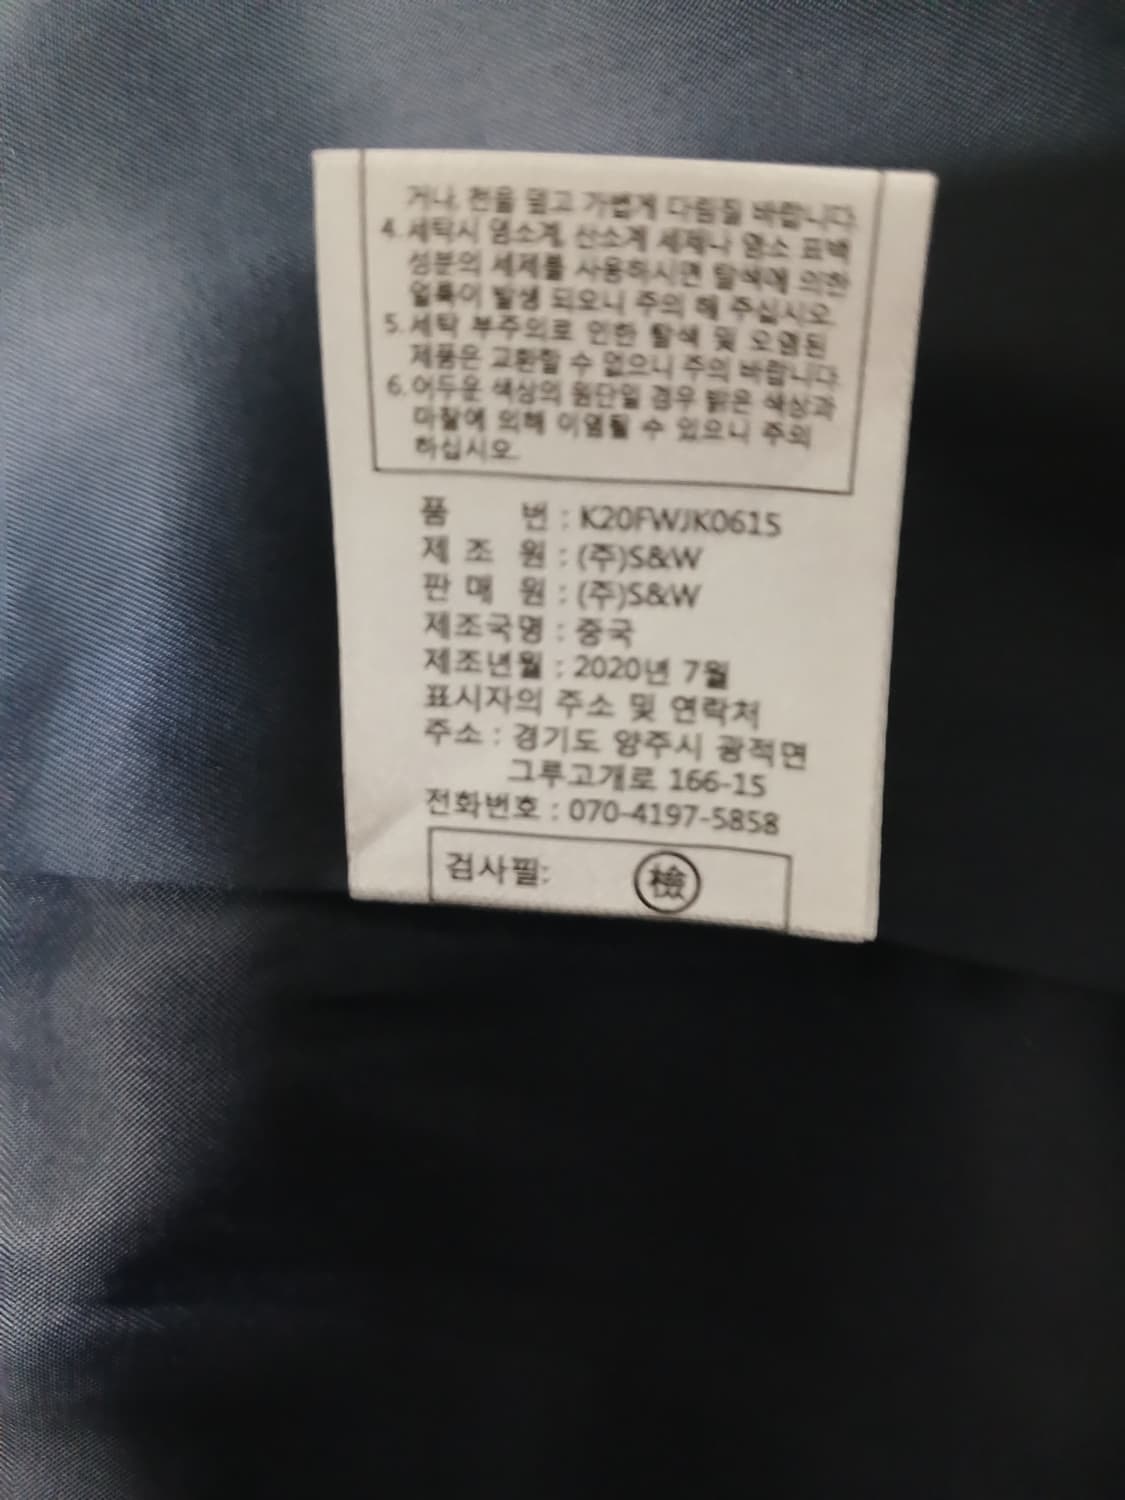 거나, 천을 덮고 가볍게 다림질 바랍니다.
4. 세탁시 염소계, 산소계 세제나 염소 표백
성분의 세제를 사용하시면 탈색에 의한
얼룩이 발생 되오니 주의 해 주십시오.
5. 세탁 부주의로 인한 탈색 및 오염된
제품은 교환할 수 없으니 주의 바랍니다.
6. 어두운 색상의 원단일 경우 밝은 색상과
마찰에 의해 이염될 수 있으니 주의
하십시오.
품 번 : K20FWJK0615
제 조 원 : (주)S&W
판 매 원 : (주)S&W
제조국명 : 중국
제조년월 : 2020년 7월
표시자의 주소 및 연락처
주소 : 경기도 양주시 광적면
그루고개로 166-15
전화번호 : 070-4197-5858
검사필: 檢